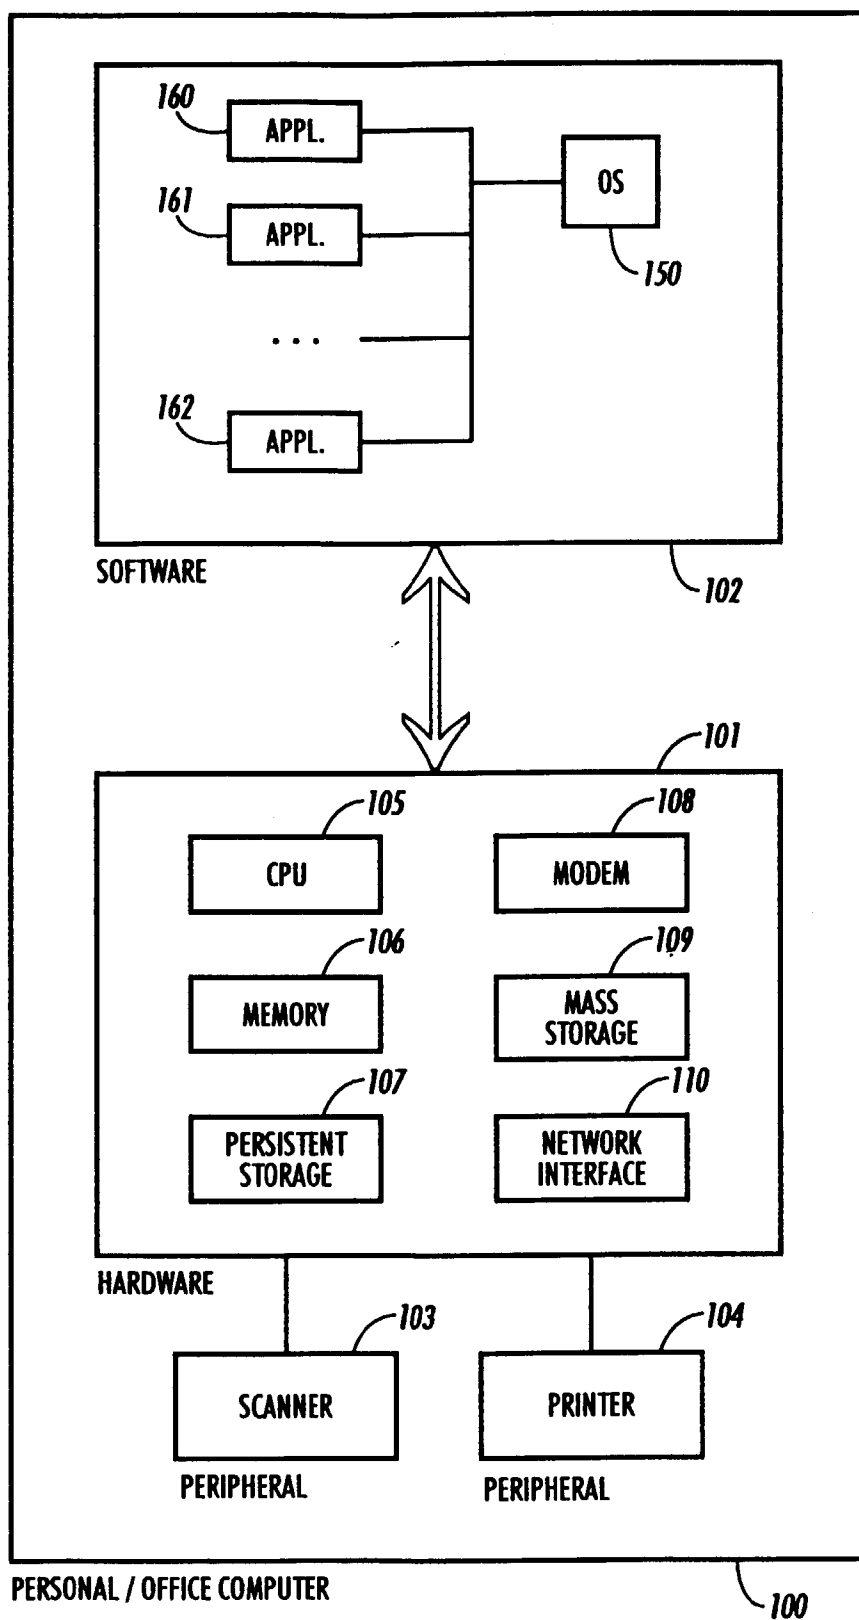 160
APPL.
OS
161
APPL.
150
. . .
162
APPL.
SOFTWARE
102
101
105
CPU
108
MODEM
106
MEMORY
109
MASS
STORAGE
107
PERSISTENT
STORAGE
110
NETWORK
INTERFACE
HARDWARE
103
SCANNER
PERIPHERAL
104
PRINTER
PERIPHERAL
PERSONAL / OFFICE COMPUTER
100